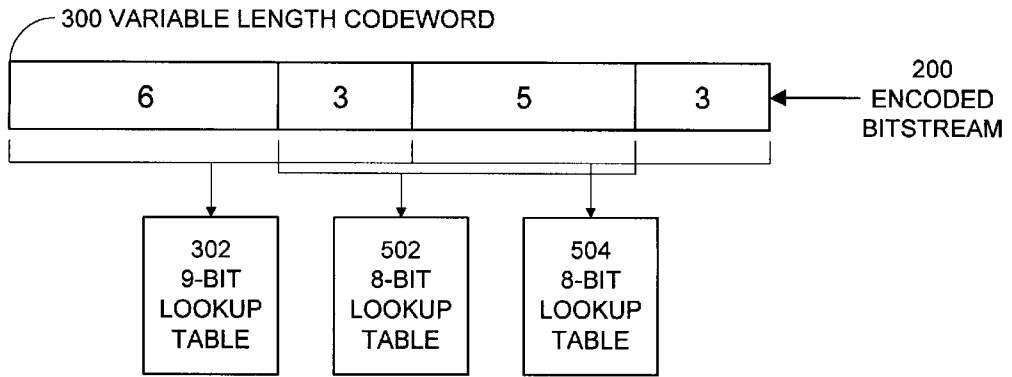 300 VARIABLE LENGTH CODEWORD
6
3
5
3
200
ENCODED
BITSTREAM
302
9-BIT
LOOKUP
TABLE
502
8-BIT
LOOKUP
TABLE
504
8-BIT
LOOKUP
TABLE